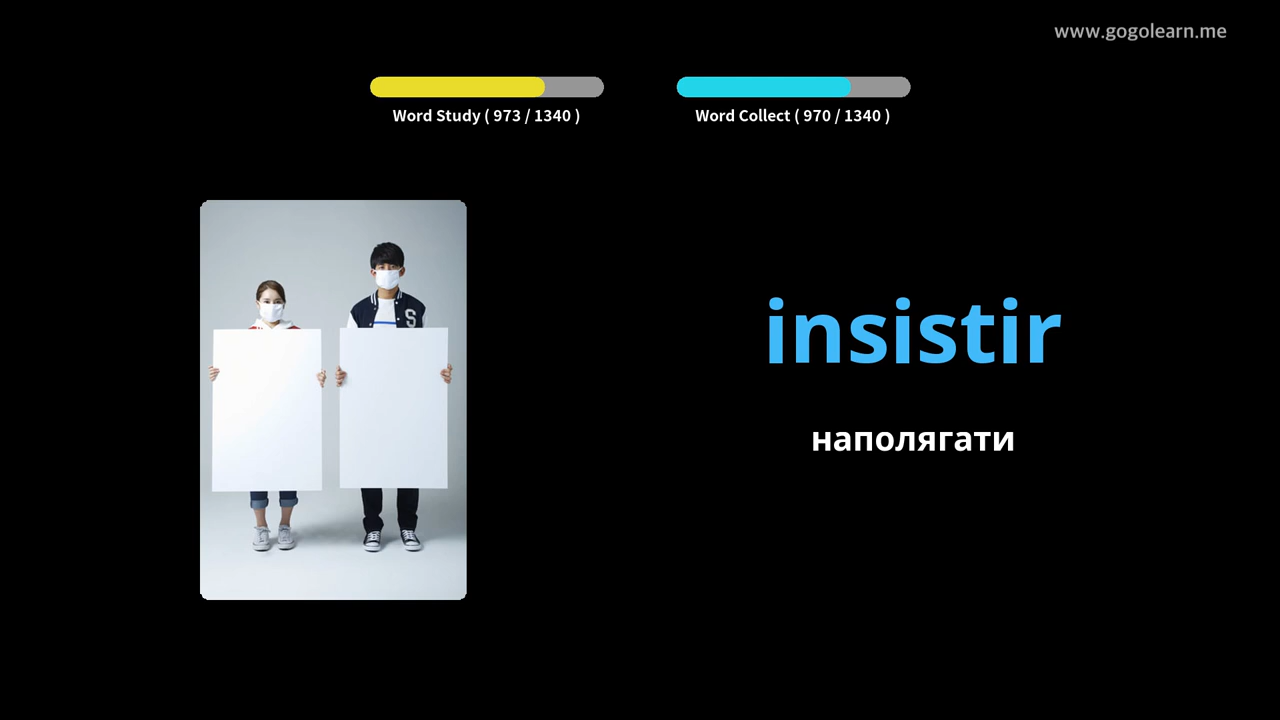 www.gogolearn.me
Word Study ( 973 / 1340 )
Word Collect ( 970 / 1340 )
S
insistir
наполягати